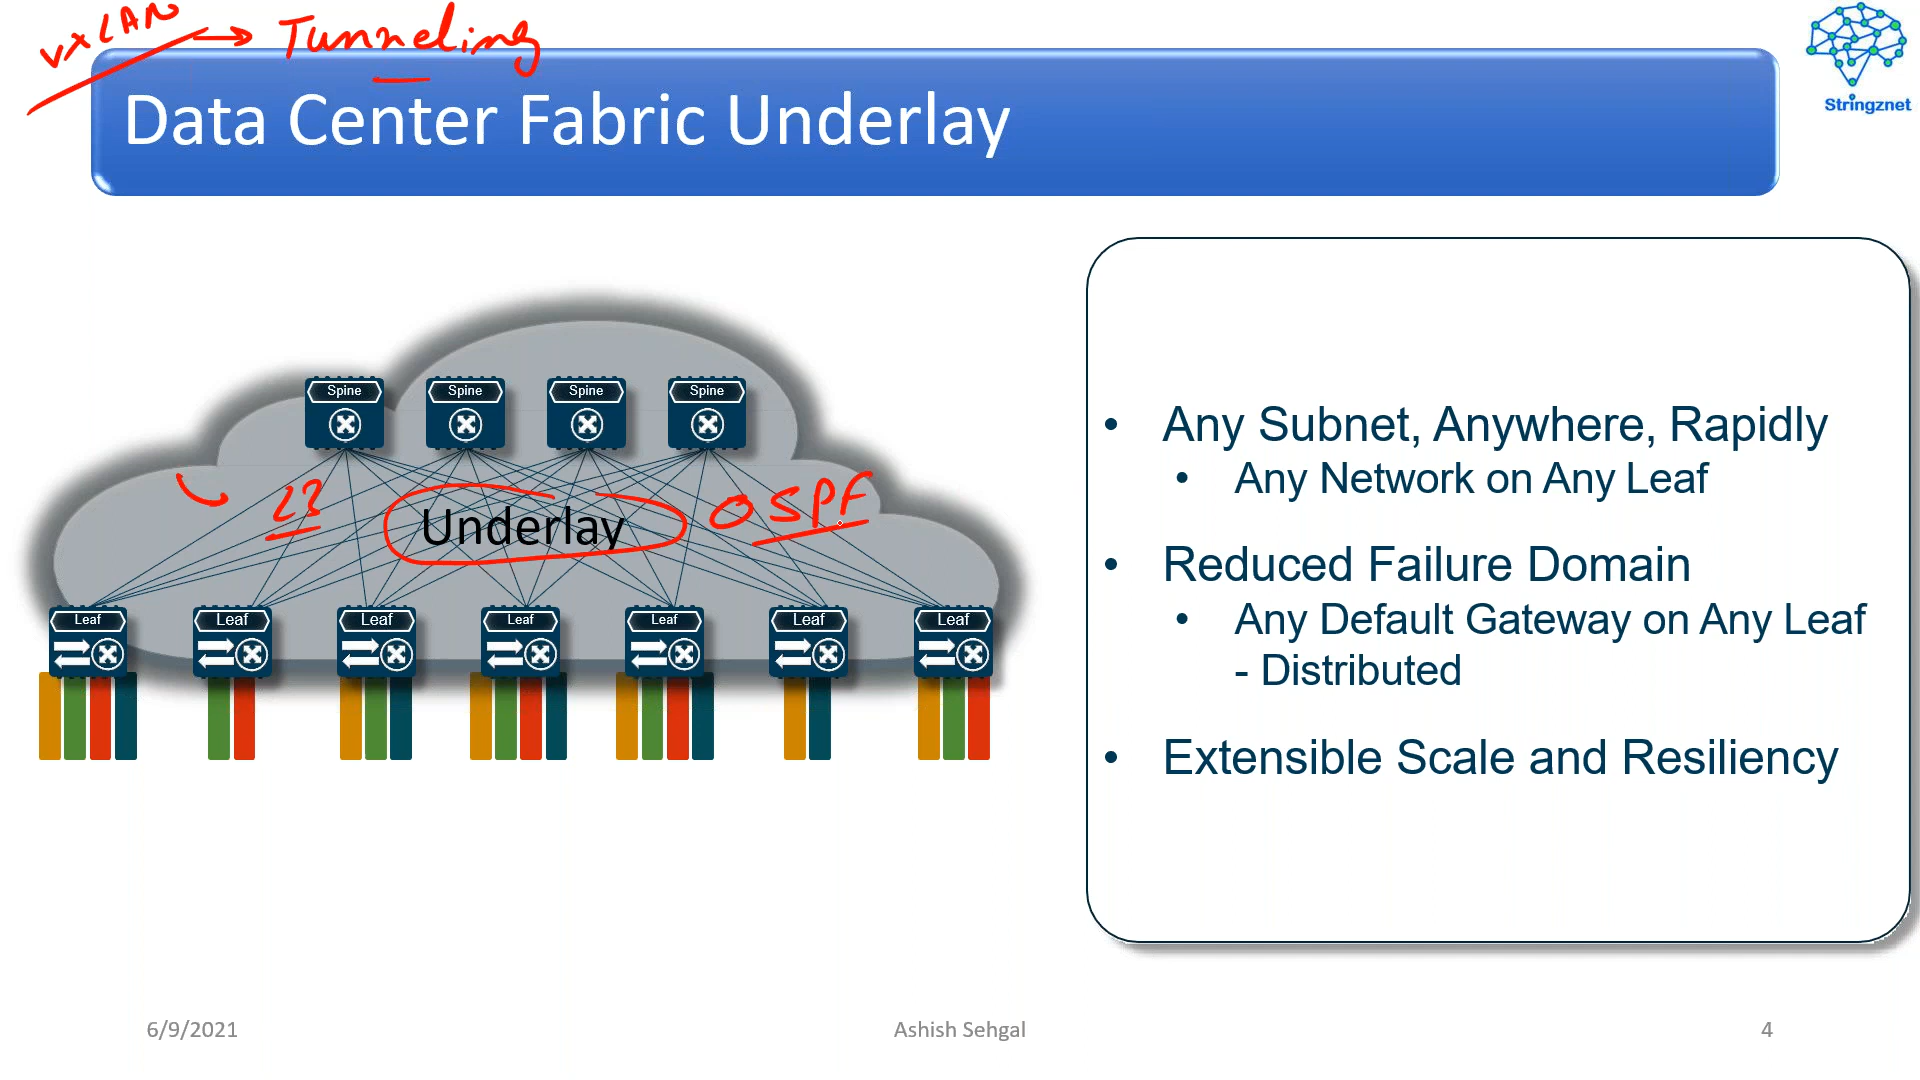 VXLAN → Tunneling
Stringznet
Data Center Fabric Underlay
Spine Spine Spine Spine
L3 Underlay OSPF
Leaf Leaf Leaf Leaf Leaf Leaf Leaf
• Any Subnet, Anywhere, Rapidly
• Any Network on Any Leaf
• Reduced Failure Domain
• Any Default Gateway on Any Leaf
- Distributed
• Extensible Scale and Resiliency
6/9/2021 Ashish Sehgal 4